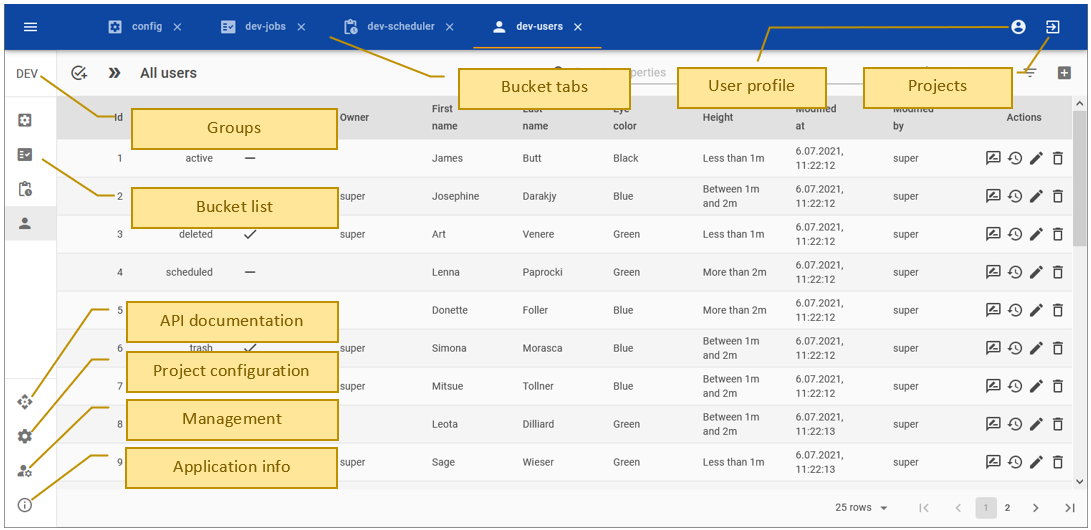 config dev-jobs dev-scheduler dev-users
DEV All users
Bucket tabs
User profile
Projects
Id Owner First name Last name Eye color Height Modified at Modified by Actions
Groups
Bucket list
1 active James Butt Black Less than 1m 6.07.2021, 11:22:12 super
2 super Josephine Darakjy Blue Between 1m and 2m 6.07.2021, 11:22:12 super
3 deleted super Art Venere Green Less than 1m 6.07.2021, 11:22:12 super
4 scheduled Lenna Paprocki Green More than 2m 6.07.2021, 11:22:12 super
5 Donette Foller Green More than 2m 6.07.2021, 11:22:12 super
API documentation
6 trash super Simona Morasca Blue Between 1m and 2m 6.07.2021, 11:22:12 super
Project configuration
7 super Mitsue Tollner Blue Between 1m and 2m 6.07.2021, 11:22:12 super
Management
8 Leota Dilliard Green Between 1m and 2m 6.07.2021, 11:22:13 super
Application info
9 super Sage Wieser Green Less than 1m 6.07.2021, 11:22:13 super
25 rows 1 2